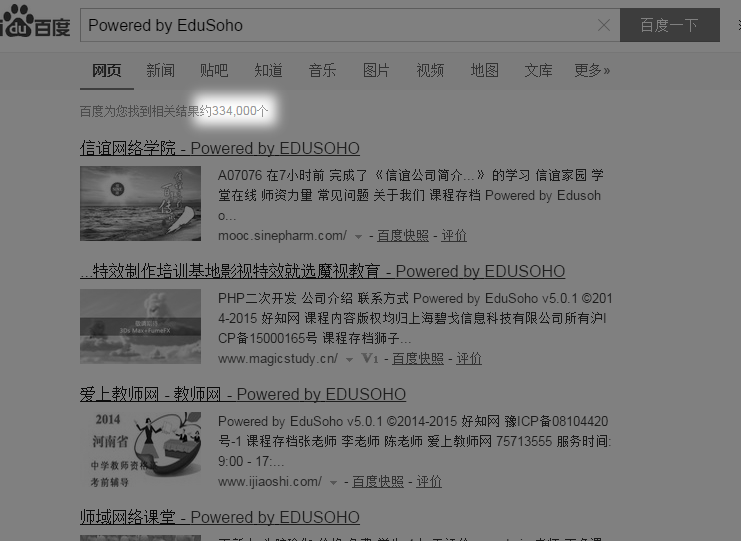 du百度
Powered by EduSoho
百度一下
网页 新闻 贴吧 知道 音乐 图片 视频 地图 文库 更多»
百度为您找到相关结果约334,000个
信谊网络学院 - Powered by EDUSOHO
A07076 在7小时前 完成了 《信谊公司简介...》 的学习 信谊家园 学
堂在线 师资力量 常见问题 关于我们 课程存档 Powered by Edusoh
o...
mooc.sinepharm.com/ - 百度快照 - 评价
...特效制作培训基地影视特效就选魔视教育 - Powered by EDUSOHO
3Ds Max+FumeFX
PHP二次开发 公司介绍 联系方式 Powered by EduSoho v5.0.1 ©201
4-2015 好知网 课程内容版权均归上海碧戈信息科技有限公司所有沪I
CP备15000165号 课程存档狮子...
www.magicstudy.cn/ V1 - 百度快照 - 评价
爱上教师网 - 教师网 - Powered by EDUSOHO
2014
河南省
中学教师资格
考前辅导
Powered by EduSoho v5.0.1 ©2014-2015 好知网 豫ICP备08104420
号-1 课程存档张老师 李老师 陈老师 爱上教师网 75713555 服务时间:
9:00 - 17:...
www.ijiaoshi.com/ - 百度快照 - 评价
师域网络课堂 - Powered by EDUSOHO